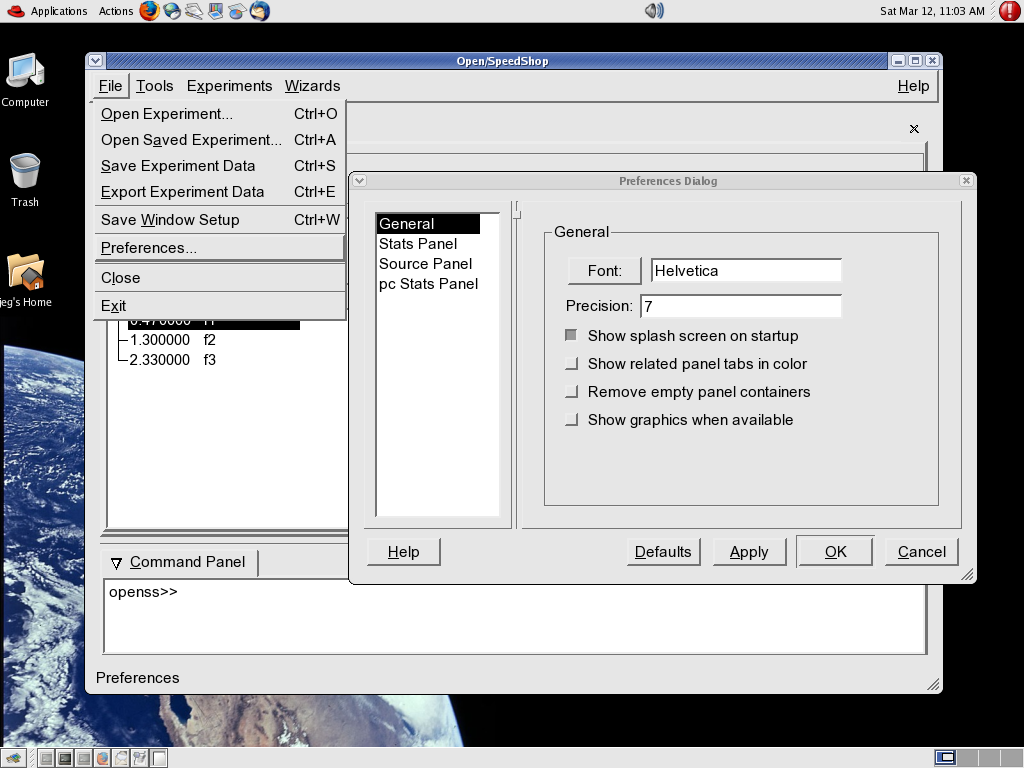 Applications Actions Sat Mar 12, 11:03 AM
Computer
Trash
jeg's Home
Open/SpeedShop
File Tools Experiments Wizards Help
Open Experiment... Ctrl+O
Open Saved Experiment... Ctrl+A
Save Experiment Data Ctrl+S
Export Experiment Data Ctrl+E
Save Window Setup Ctrl+W
Preferences...
Close
Exit
0.470000 f1
1.300000 f2
2.330000 f3
Command Panel
openss>>
Preferences
Preferences Dialog
General
Stats Panel
Source Panel
pc Stats Panel
General
Font: Helvetica
Precision: 7
Show splash screen on startup
Show related panel tabs in color
Remove empty panel containers
Show graphics when available
Help Defaults Apply OK Cancel